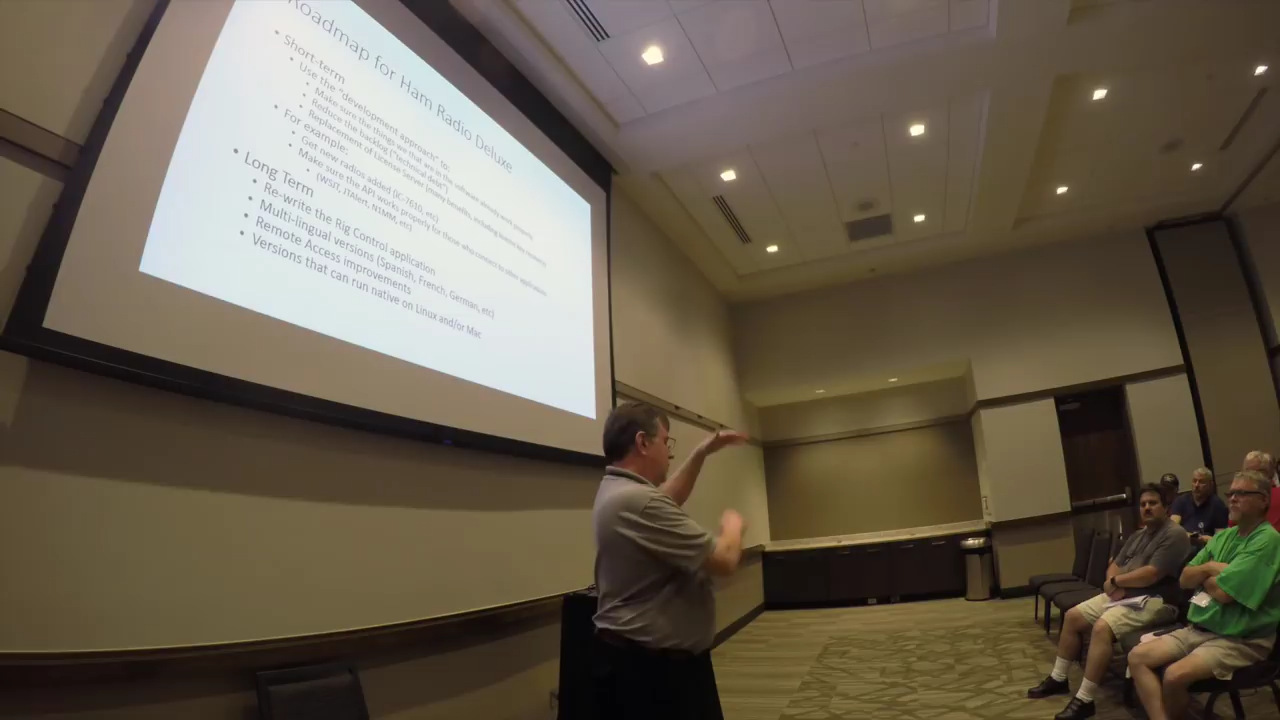 Roadmap for Ham Radio Deluxe
• Short-term
• Use the "development approach" to:
• Make sure the things we that are in the software already work properly
• Reduce the backlog ("technical debt")
• Replacement of License Server (many benefits, including
• For example:
• Get new radios added (IC-7610, etc)
• Make sure the API works properly for those who connect to other applications
• (WSJT, JTAlert, N1MM, etc)
• Long Term
• Re-write the Rig Control application
• Multi-lingual versions (Spanish, French, German, etc)
• Remote Access improvements
• Versions that can run native on Linux and/or Mac